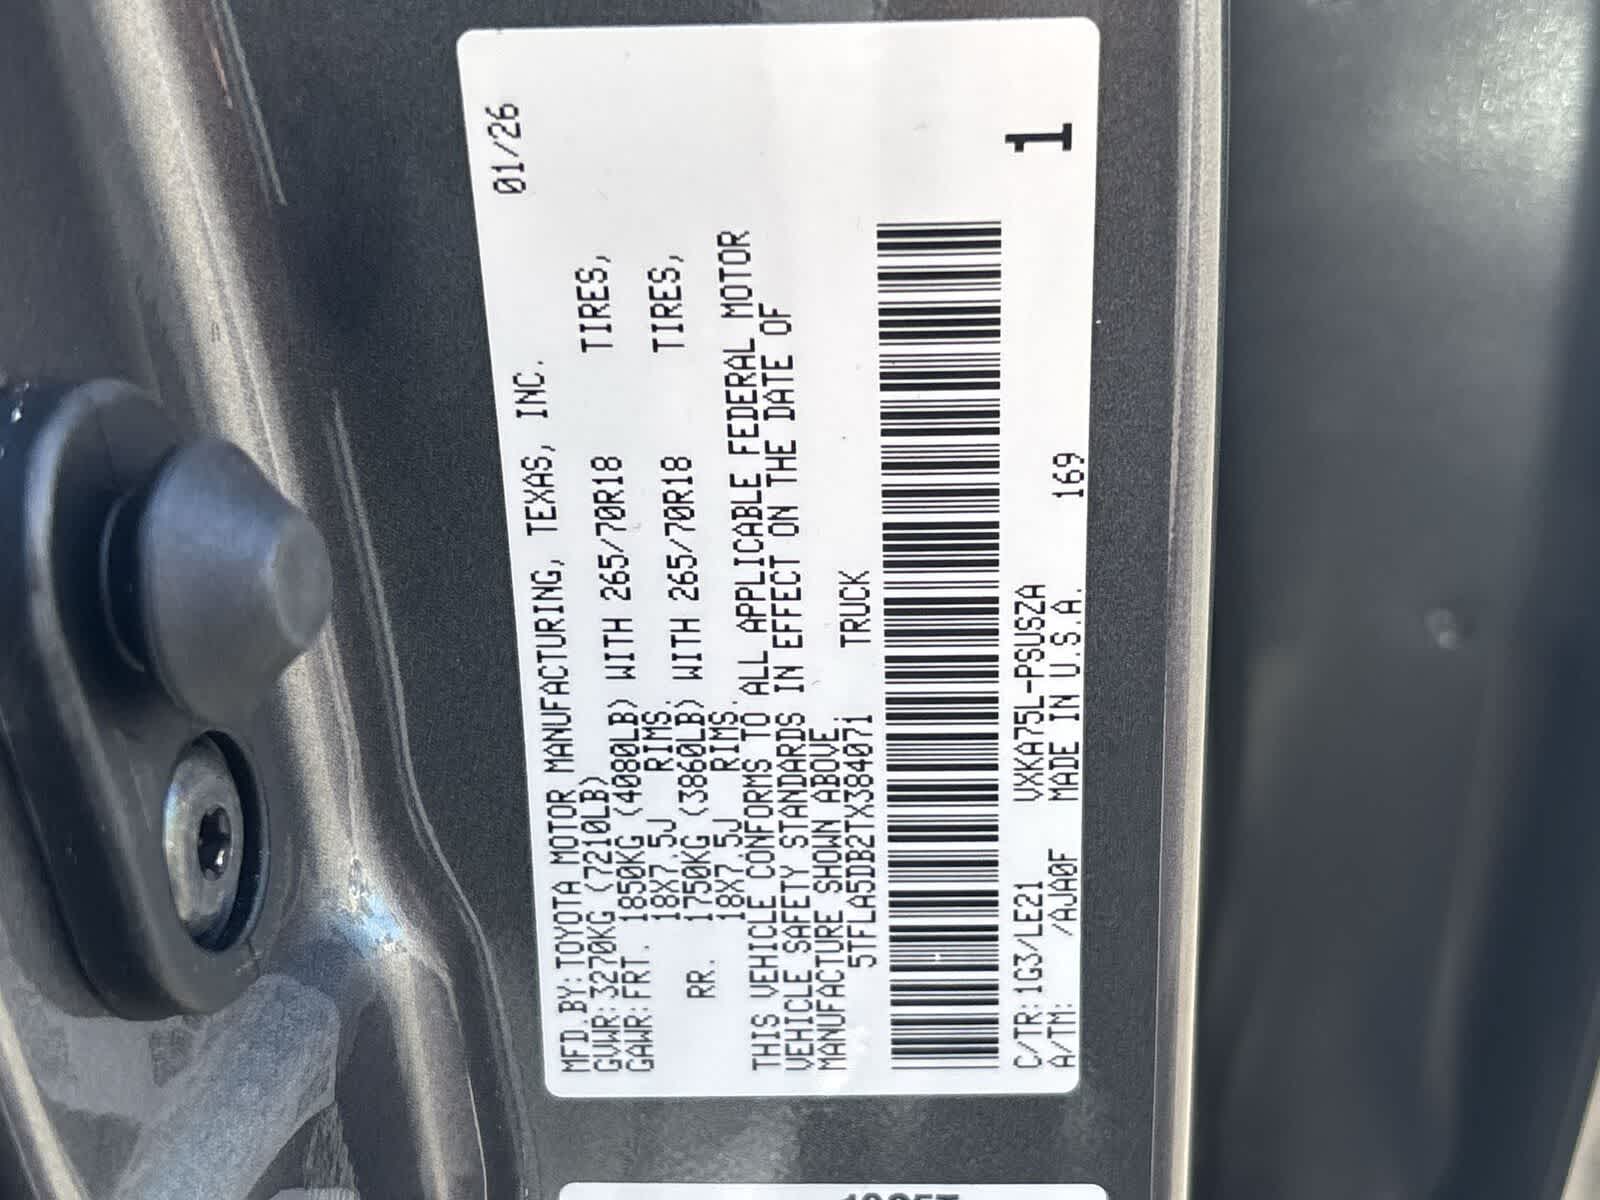 MFD.BY:TOYOTA MOTOR MANUFACTURING, TEXAS, INC. 01/26
GVWR:3270KG (7210LB)
GAWR:FRT. 1850KG (4080LB) WITH 265/70R18 TIRES,
18X7.5J RIMS,
RR. 1750KG (3860LB) WITH 265/70R18 TIRES,
18X7.5J RIMS.
THIS VEHICLE CONFORMS TO ALL APPLICABLE FEDERAL MOTOR
VEHICLE SAFETY STANDARDS IN EFFECT ON THE DATE OF
MANUFACTURE SHOWN ABOVE.
5TFLA5DB2TX384071 TRUCK
1
C/TR:1G3/LE21 VXKA75L-PSUSZA
A/TM: /AJA0F MADE IN U.S.A. 169